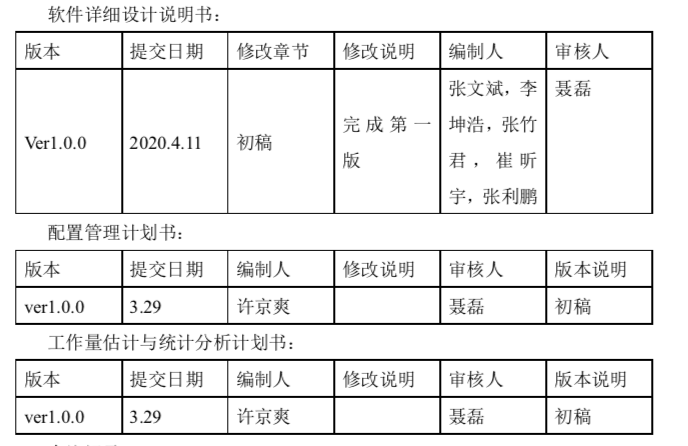 软件详细设计说明书：
版本 提交日期 修改章节 修改说明 编制人 审核人
Ver1.0.0 2020.4.11 初稿 完成第一版 张文斌，李坤浩，张竹君，崔昕宇，张利鹏 聂磊
配置管理计划书：
版本 提交日期 编制人 修改说明 审核人 版本说明
ver1.0.0 3.29 许京爽 聂磊 初稿
工作量估计与统计分析计划书：
版本 提交日期 编制人 修改说明 审核人 版本说明
ver1.0.0 3.29 许京爽 聂磊 初稿